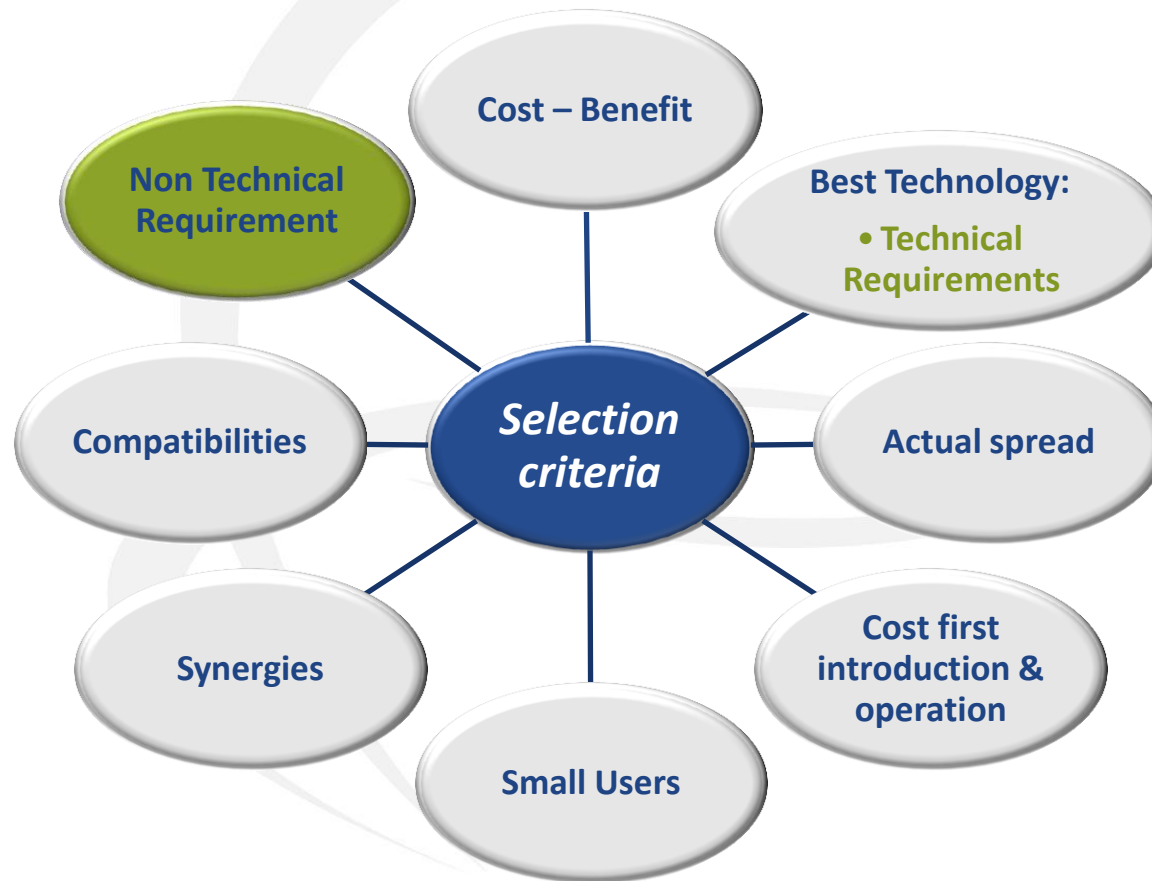 Cost – Benefit
Non Technical
Requirement
Best Technology:
• Technical
Requirements
Compatibilities
Selection
criteria
Actual spread
Synergies
Cost first
introduction &
operation
Small Users